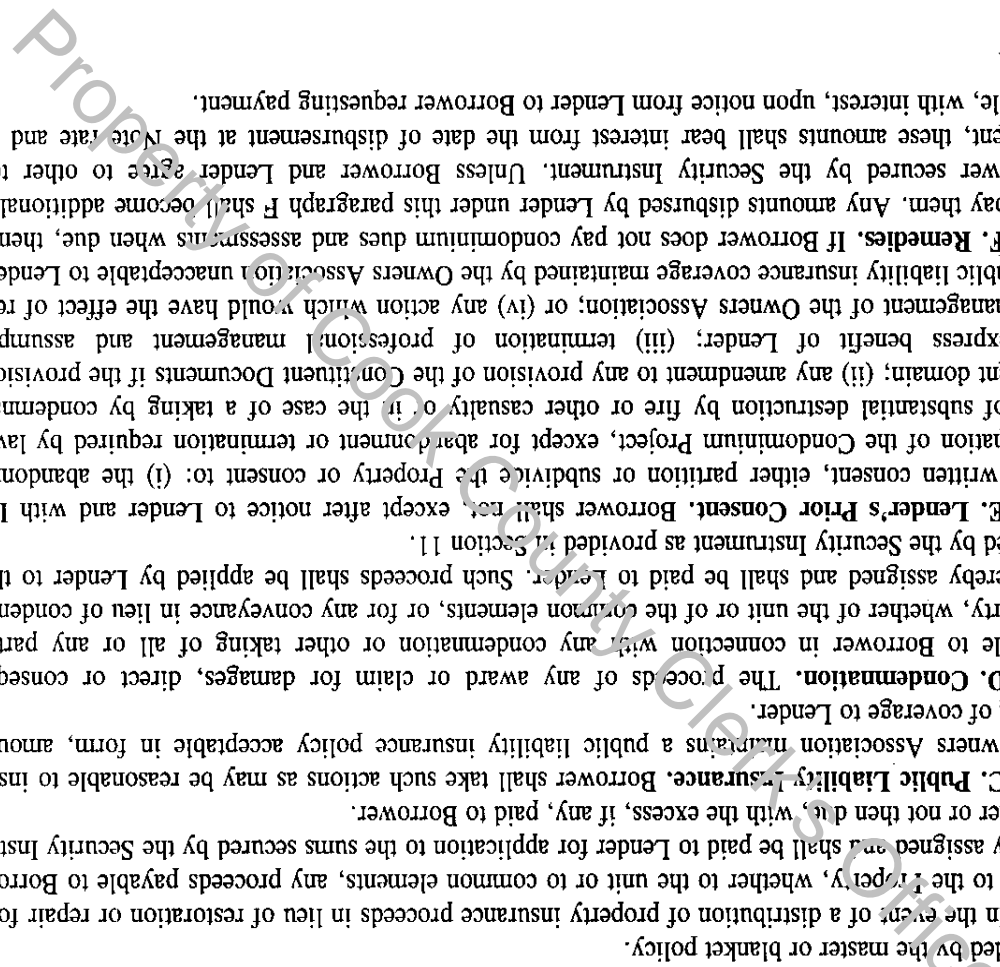 ded by the master or blanket policy.
n the event of a distribution of property insurance proceeds in lieu of restoration or repair fo
to the Property, whether to the unit or to common elements, any proceeds payable to Borro
y assigned and shall be paid to Lender for application to the sums secured by the Security Inst
er or not then due, with the excess, if any, paid to Borrower.
C. Public Liability Insurance. Borrower shall take such actions as may be reasonable to ins
wners Association maintains a public liability insurance policy acceptable in form, amou
of coverage to Lender.
D. Condemnation. The proceeds of any award or claim for damages, direct or conseq
le to Borrower in connection with any condemnation or other taking of all or any part
rty, whether of the unit or of the common elements, or for any conveyance in lieu of conden
reby assigned and shall be paid to Lender. Such proceeds shall be applied by Lender to th
ed by the Security Instrument as provided in Section 11.
E. Lender's Prior Consent. Borrower shall not, except after notice to Lender and with L
written consent, either partition or subdivide the Property or consent to: (i) the abandon
nation of the Condominium Project, except for abandonment or termination required by lav
of substantial destruction by fire or other casualty or in the case of a taking by condemna
ent domain; (ii) any amendment to any provision of the Constituent Documents if the provisio
xpress benefit of Lender; (iii) termination of professional management and assump
management of the Owners Association; or (iv) any action which would have the effect of re
ublic liability insurance coverage maintained by the Owners Association unacceptable to Lende
F. Remedies. If Borrower does not pay condominium dues and assessments when due, then
pay them. Any amounts disbursed by Lender under this paragraph F shall become additional
wer secured by the Security Instrument. Unless Borrower and Lender agree to other t
ent, these amounts shall bear interest from the date of disbursement at the Note rate and
le, with interest, upon notice from Lender to Borrower requesting payment.
Property of Cook County Clerk's Office